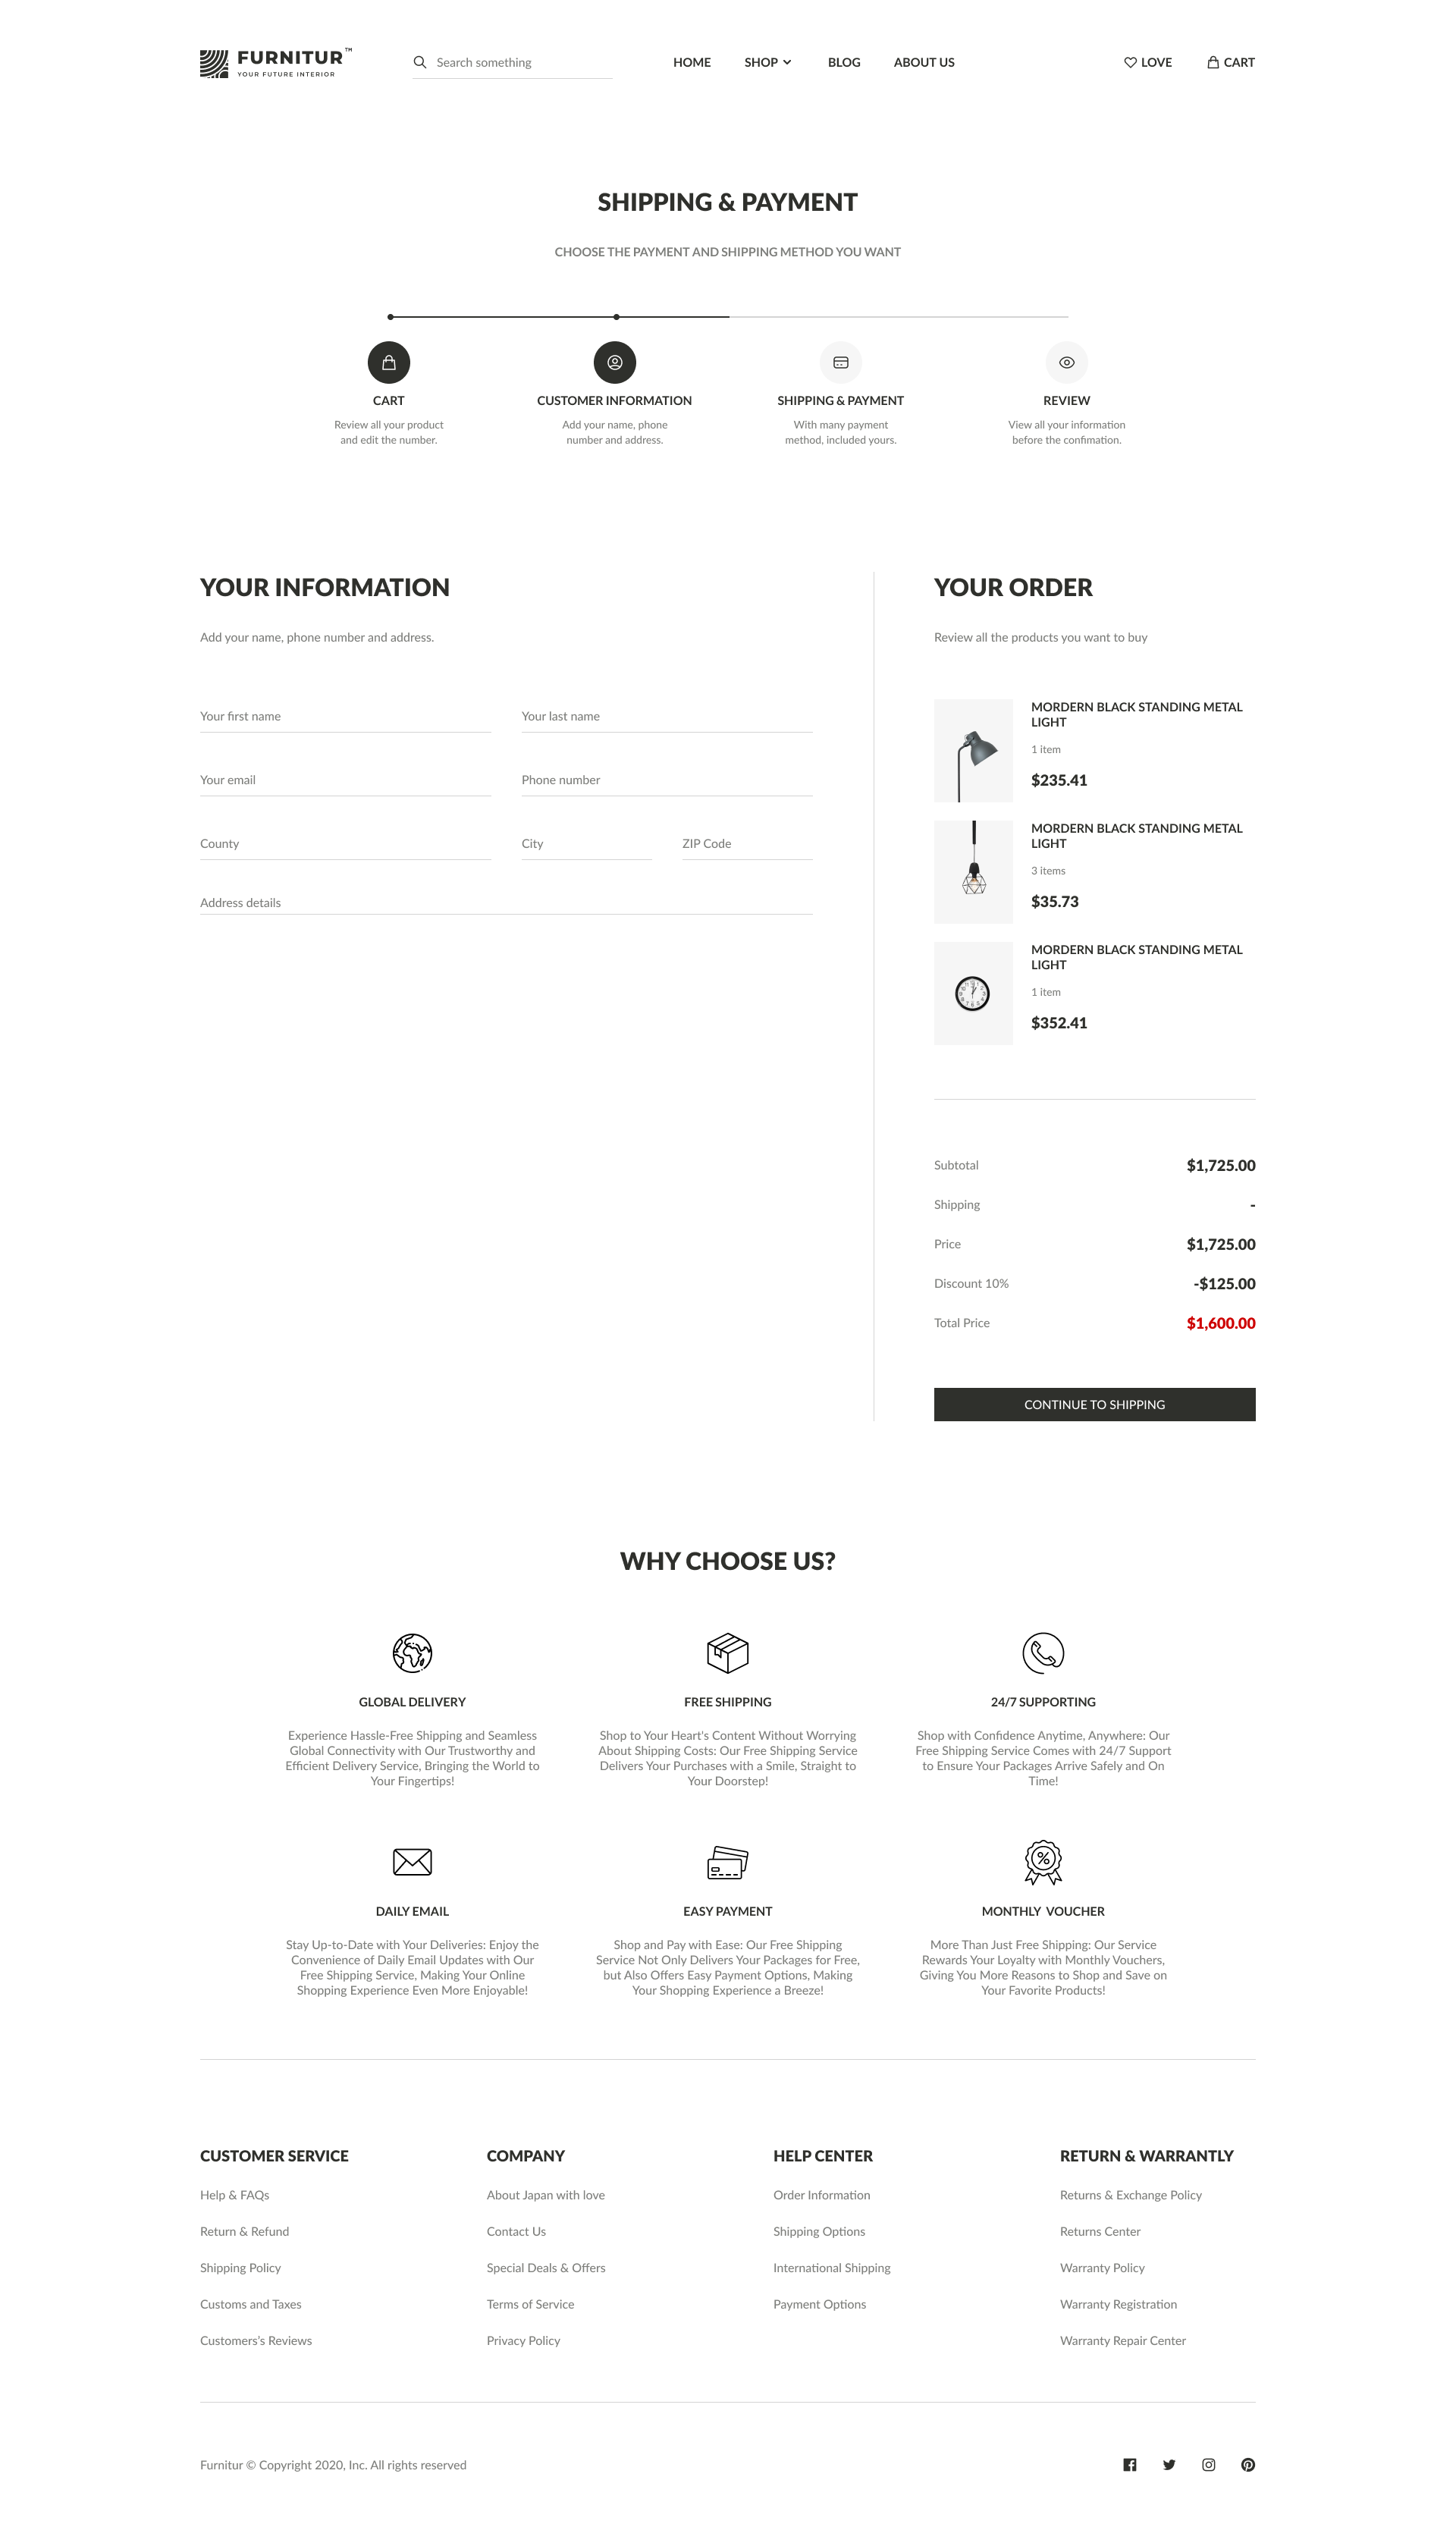 FURNITUR™
YOUR FUTURE INTERIOR
Search something
HOME
SHOP
BLOG
ABOUT US
LOVE
CART
SHIPPING & PAYMENT
CHOOSE THE PAYMENT AND SHIPPING METHOD YOU WANT
CART
Review all your product
and edit the number.
CUSTOMER INFORMATION
Add your name, phone
number and address.
SHIPPING & PAYMENT
With many payment
method, included yours.
REVIEW
View all your information
before the confimation.
YOUR INFORMATION
Add your name, phone number and address.
Your first name
Your last name
Your email
Phone number
County
City
ZIP Code
Address details
YOUR ORDER
Review all the products you want to buy
MORDERN BLACK STANDING METAL
LIGHT
1 item
$235.41
MORDERN BLACK STANDING METAL
LIGHT
3 items
$35.73
MORDERN BLACK STANDING METAL
LIGHT
1 item
$352.41
Subtotal
$1,725.00
Shipping
-
Price
$1,725.00
Discount 10%
-$125.00
Total Price
$1,600.00
CONTINUE TO SHIPPING
WHY CHOOSE US?
GLOBAL DELIVERY
Experience Hassle-Free Shipping and Seamless
Global Connectivity with Our Trustworthy and
Efficient Delivery Service, Bringing the World to
Your Fingertips!
FREE SHIPPING
Shop to Your Heart's Content Without Worrying
About Shipping Costs: Our Free Shipping Service
Delivers Your Purchases with a Smile, Straight to
Your Doorstep!
24/7 SUPPORTING
Shop with Confidence Anytime, Anywhere: Our
Free Shipping Service Comes with 24/7 Support
to Ensure Your Packages Arrive Safely and On
Time!
DAILY EMAIL
Stay Up-to-Date with Your Deliveries: Enjoy the
Convenience of Daily Email Updates with Our
Free Shipping Service, Making Your Online
Shopping Experience Even More Enjoyable!
EASY PAYMENT
Shop and Pay with Ease: Our Free Shipping
Service Not Only Delivers Your Packages for Free,
but Also Offers Easy Payment Options, Making
Your Shopping Experience a Breeze!
MONTHLY VOUCHER
More Than Just Free Shipping: Our Service
Rewards Your Loyalty with Monthly Vouchers,
Giving You More Reasons to Shop and Save on
Your Favorite Products!
CUSTOMER SERVICE
Help & FAQs
Return & Refund
Shipping Policy
Customs and Taxes
Customers's Reviews
COMPANY
About Japan with love
Contact Us
Special Deals & Offers
Terms of Service
Privacy Policy
HELP CENTER
Order Information
Shipping Options
International Shipping
Payment Options
RETURN & WARRANTLY
Returns & Exchange Policy
Returns Center
Warranty Policy
Warranty Registration
Warranty Repair Center
Furnitur © Copyright 2020, Inc. All rights reserved